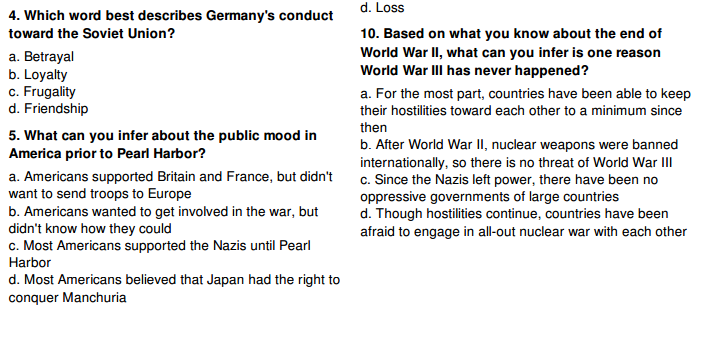 4. Which word best describes Germany's conduct
toward the Soviet Union?
a. Betrayal
b. Loyalty
c. Frugality
d. Friendship
5. What can you infer about the public mood in
America prior to Pearl Harbor?
a. Americans supported Britain and France, but didn't
want to send troops to Europe
b. Americans wanted to get involved in the war, but
didn't know how they could
c. Most Americans supported the Nazis until Pearl
Harbor
d. Most Americans believed that Japan had the right to
conquer Manchuria
d. Loss
10. Based on what you know about the end of
World War II, what can you infer is one reason
World War III has never happened?
a. For the most part, countries have been able to keep
their hostilities toward each other to a minimum since
then
b. After World War II, nuclear weapons were banned
internationally, so there is no threat of World War III
c. Since the Nazis left power, there have been no
oppressive governments of large countries
d. Though hostilities continue, countries have been
afraid to engage in all-out nuclear war with each other